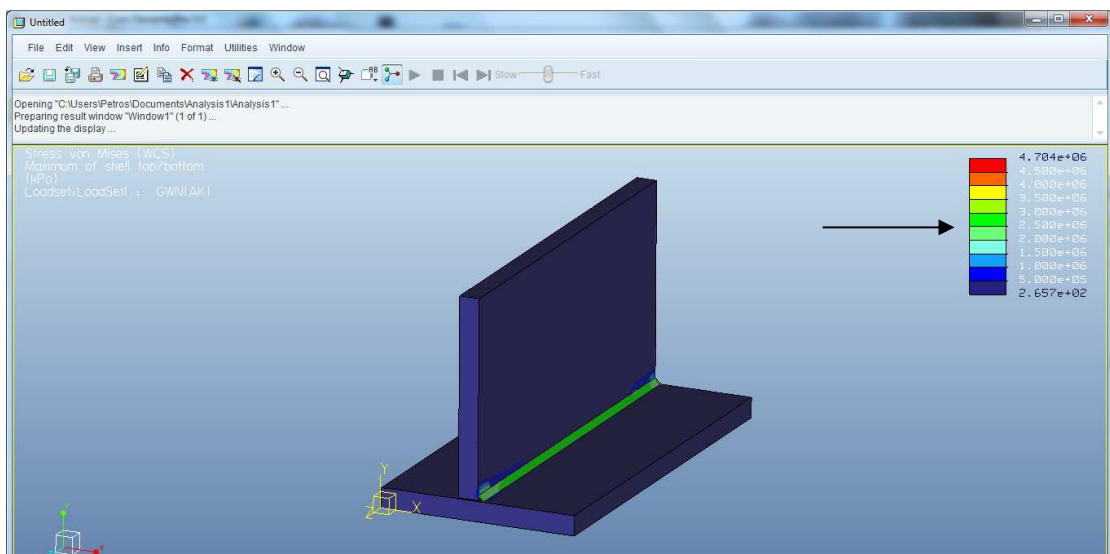 Untitled
File Edit View Insert Info Format Utilities Window
Slow Fast
Opening "C:\Users\Petros\Documents\Analysis1\Analysis1" ...
Preparing result window "Window1" (1 of 1) ...
Updating the display ...
Stress von Mises (WCS)
Maximum of shell top/bottom
(kPa)
Loadset:LoadSet1 : GWNIAKI
4.704e+06
4.500e+06
4.000e+06
3.500e+06
3.000e+06
2.500e+06
2.000e+06
1.500e+06
1.000e+06
5.000e+05
2.657e+02
Y
X
Z